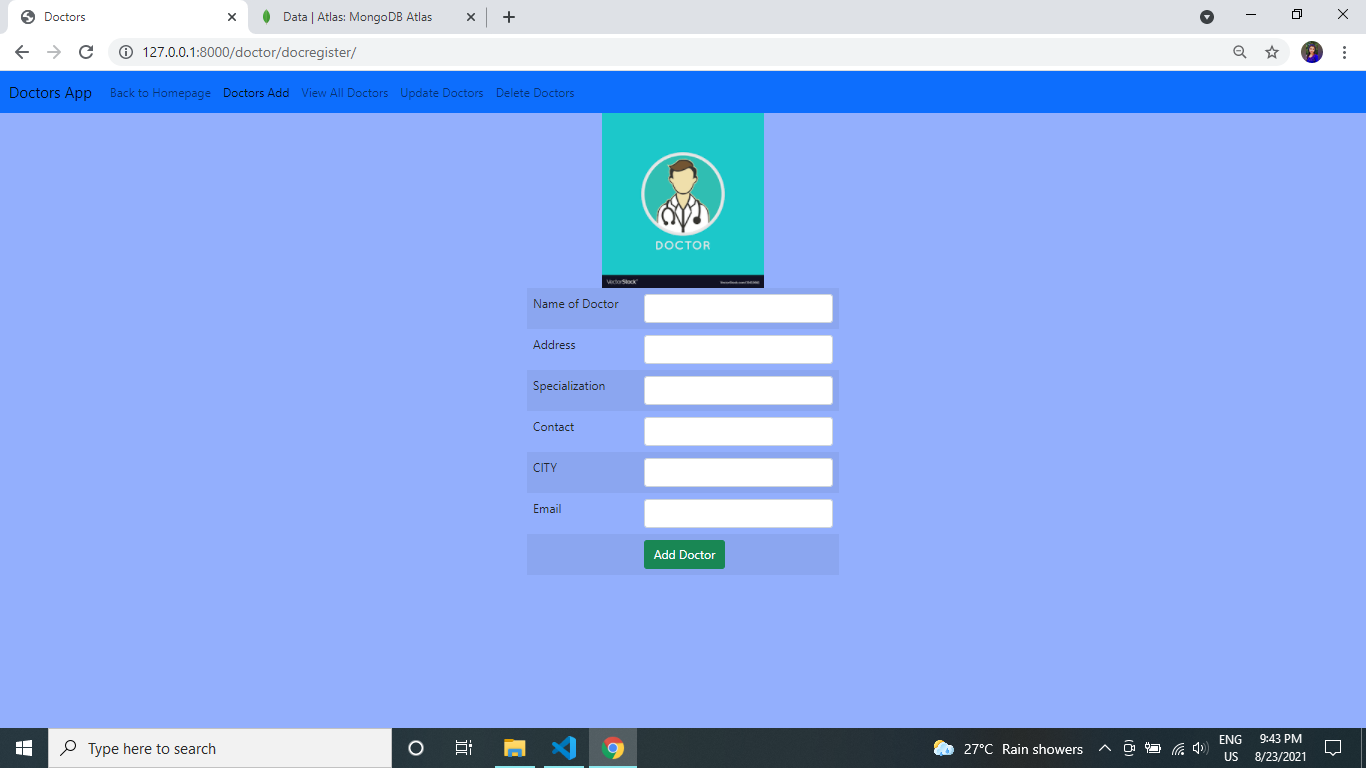 Doctors
Data | Atlas: MongoDB Atlas
127.0.0.1:8000/doctor/docregister/
Doctors App Back to Homepage Doctors Add View All Doctors Update Doctors Delete Doctors
DOCTOR
VectorStock®
Name of Doctor
Address
Specialization
Contact
CITY
Email
Add Doctor
Type here to search
27°C Rain showers
ENG
US
9:43 PM
8/23/2021